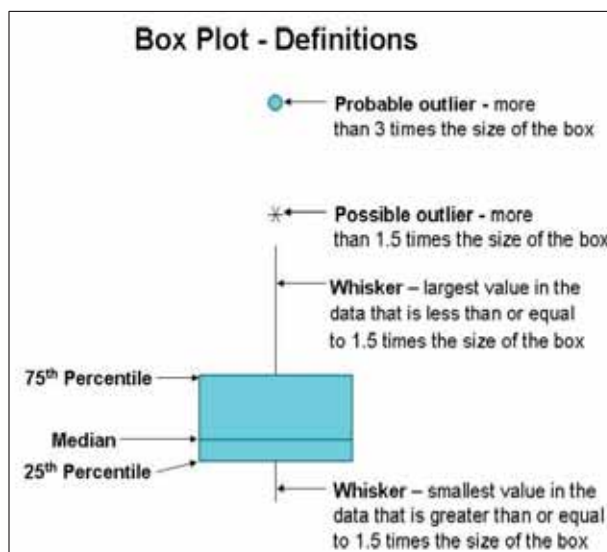 Box Plot - Definitions
Probable outlier - more
than 3 times the size of the box
Possible outlier - more
than 1.5 times the size of the box
Whisker – largest value in the
data that is less than or equal
to 1.5 times the size of the box
75th Percentile
Median
25th Percentile
Whisker – smallest value in the
data that is greater than or equal
to 1.5 times the size of the box